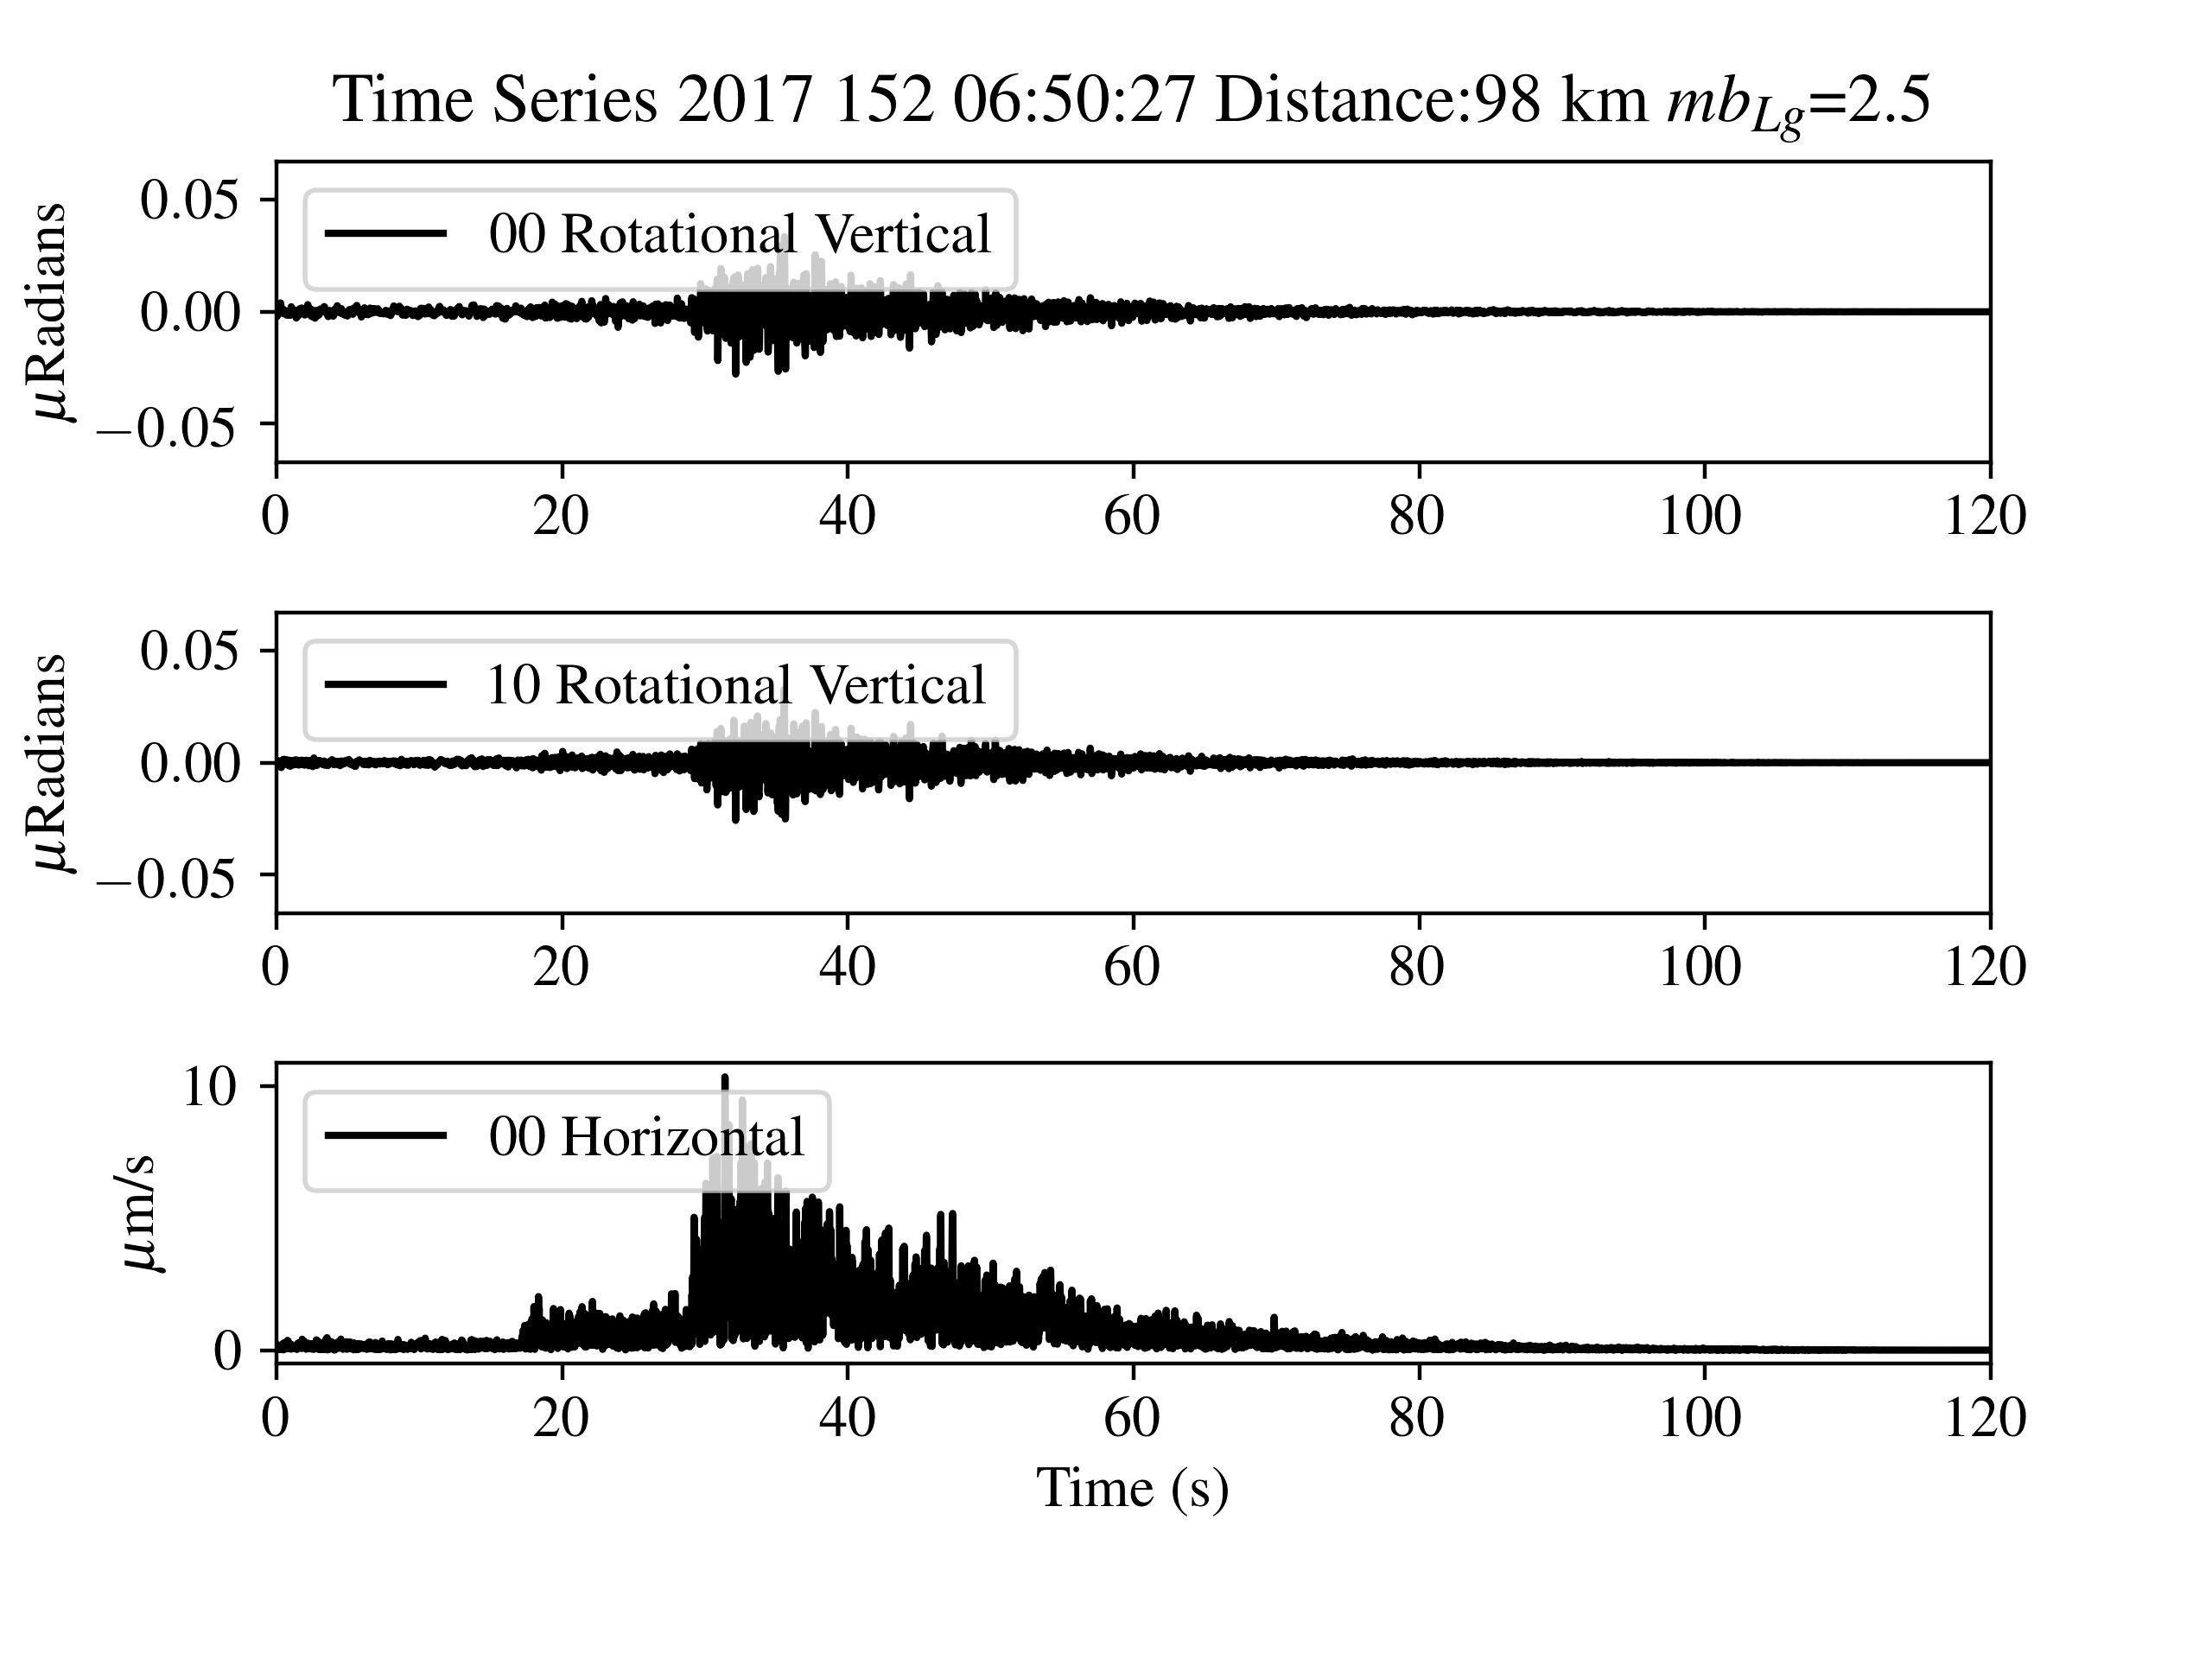 Time Series 2017 152 06:50:27 Distance:98 km mb_Lg=2.5
μRadians
0.05
0.00
−0.05
00 Rotational Vertical
0 20 40 60 80 100 120
μRadians
0.05
0.00
−0.05
10 Rotational Vertical
0 20 40 60 80 100 120
μm/s
10
0
00 Horizontal
0 20 40 60 80 100 120
Time (s)